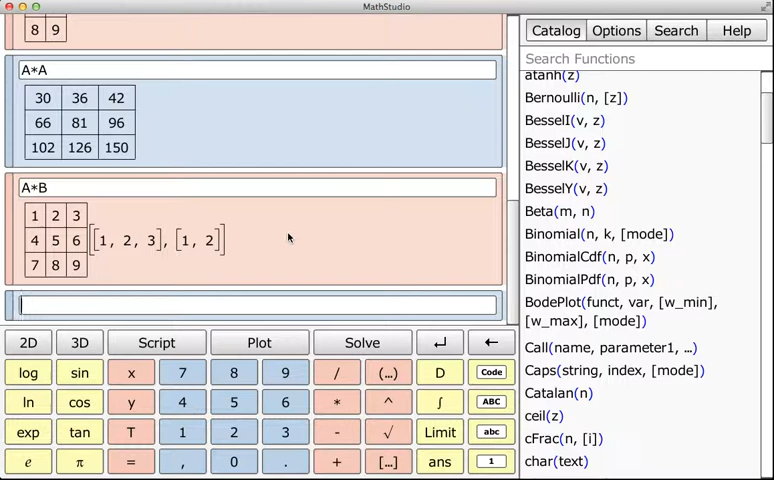 MathStudio
8 9
A*A
30 36 42
66 81 96
102 126 150
A*B
1 2 3
4 5 6 [[1, 2, 3], [1, 2]]
7 8 9
2D 3D Script Plot Solve ↵ ←
log sin x 7 8 9 / (...) D Code
ln cos y 4 5 6 * ^ ∫ ABC
exp tan T 1 2 3 - √ Limit abc
e π = , 0 . + [...] ans 1
Catalog Options Search Help
Search Functions
atanh(z)
Bernoulli(n, [z])
BesselI(v, z)
BesselJ(v, z)
BesselK(v, z)
BesselY(v, z)
Beta(m, n)
Binomial(n, k, [mode])
BinomialCdf(n, p, x)
BinomialPdf(n, p, x)
BodePlot(funct, var, [w_min],
[w_max], [mode])
Call(name, parameter1, ...)
Caps(string, index, [mode])
Catalan(n)
ceil(z)
cFrac(n, [i])
char(text)